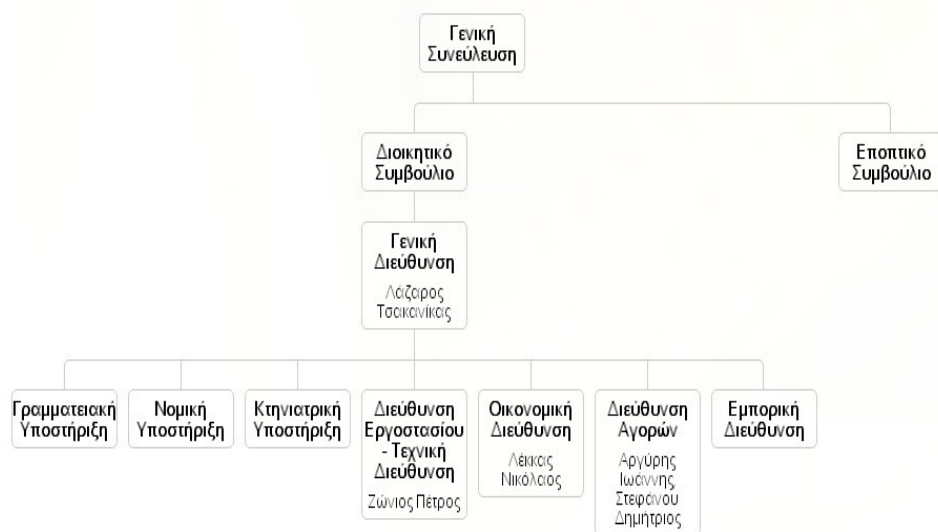 Γενική
Συνεύλευση
Διοικητικό
Συμβούλιο
Εποπτικό
Συμβούλιο
Γενική
Διεύθυνση
Λάζαρος
Τσακανίκας
Γραμματειακή
Υποστήριξη
Νομική
Υποστήριξη
Κτηνιατρική
Υποστήριξη
Διεύθυνση
Εργοστασίου
- Τεχνική
Διεύθυνση
Ζώνιος Πέτρος
Οικονομική
Διεύθυνση
Λέκκας
Νικόλαος
Διεύθυνση
Αγορών
Αργύρης
Ιωάννης
Στεφάνου
Δημήτριος
Εμπορική
Διεύθυνση